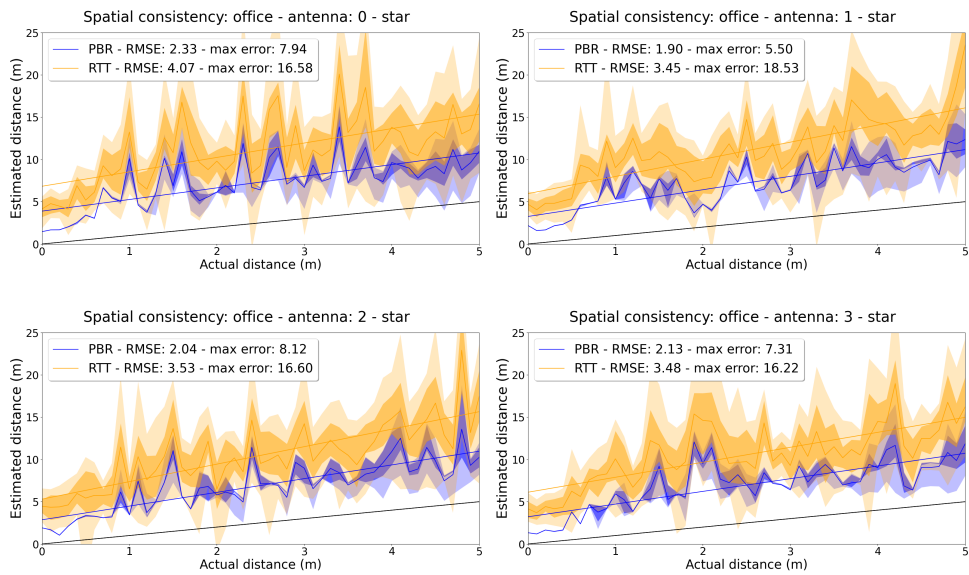 Spatial consistency: office - antenna: 0 - star
PBR - RMSE: 2.33 - max error: 7.94
RTT - RMSE: 4.07 - max error: 16.58
Estimated distance (m)
25
20
15
10
5
0
0 1 2 3 4 5
Actual distance (m)
Spatial consistency: office - antenna: 1 - star
PBR - RMSE: 1.90 - max error: 5.50
RTT - RMSE: 3.45 - max error: 18.53
Estimated distance (m)
25
20
15
10
5
0
0 1 2 3 4 5
Actual distance (m)
Spatial consistency: office - antenna: 2 - star
PBR - RMSE: 2.04 - max error: 8.12
RTT - RMSE: 3.53 - max error: 16.60
Estimated distance (m)
25
20
15
10
5
0
0 1 2 3 4 5
Actual distance (m)
Spatial consistency: office - antenna: 3 - star
PBR - RMSE: 2.13 - max error: 7.31
RTT - RMSE: 3.48 - max error: 16.22
Estimated distance (m)
25
20
15
10
5
0
0 1 2 3 4 5
Actual distance (m)